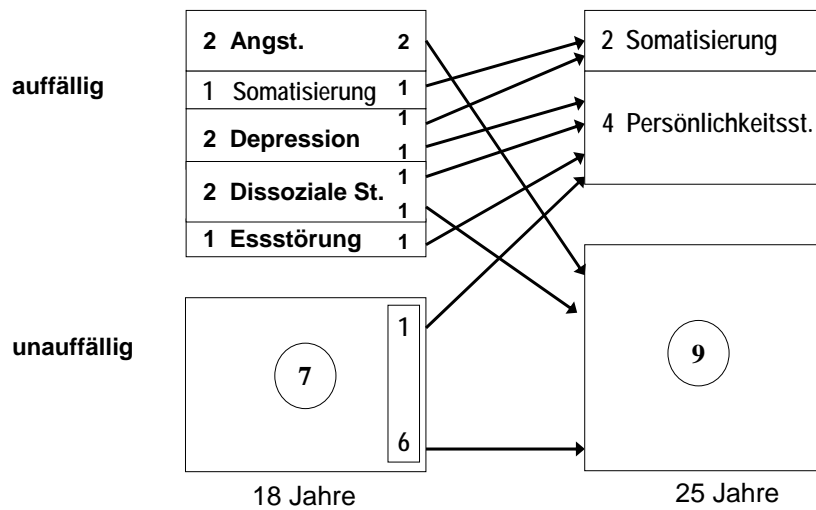 2 Angst. 2
2 Somatisierung
auffällig
1 Somatisierung 1
1
2 Depression
1
4 Persönlichkeitsst.
1
2 Dissoziale St.
1
1 Essstörung 1
unauffällig
1
7
9
6
18 Jahre
25 Jahre